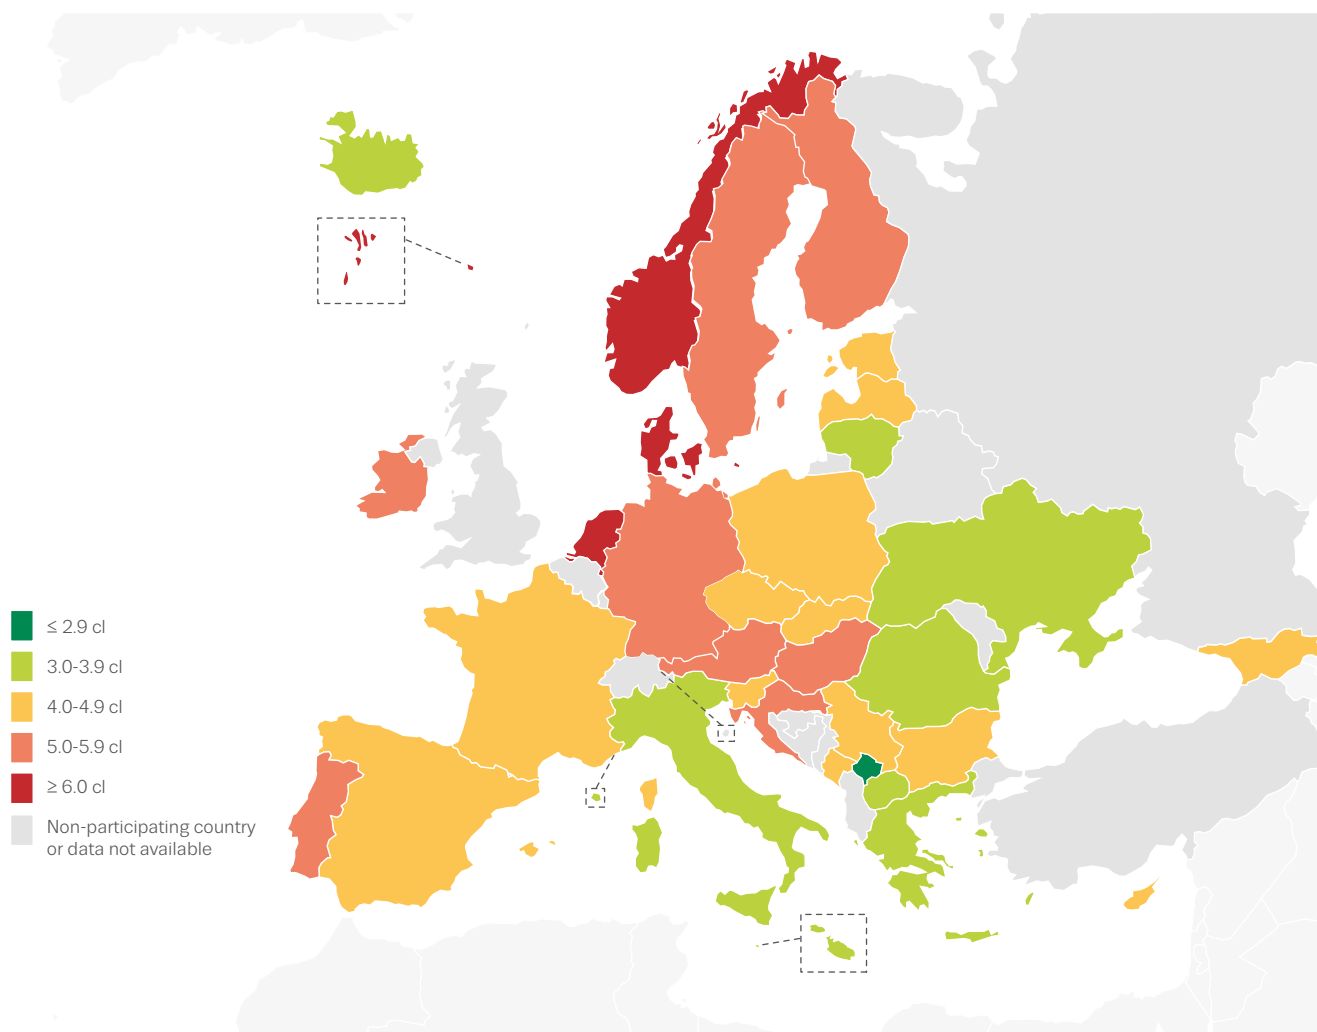 ≤ 2.9 cl
3.0-3.9 cl
4.0-4.9 cl
5.0-5.9 cl
≥ 6.0 cl
Non-participating country
or data not available